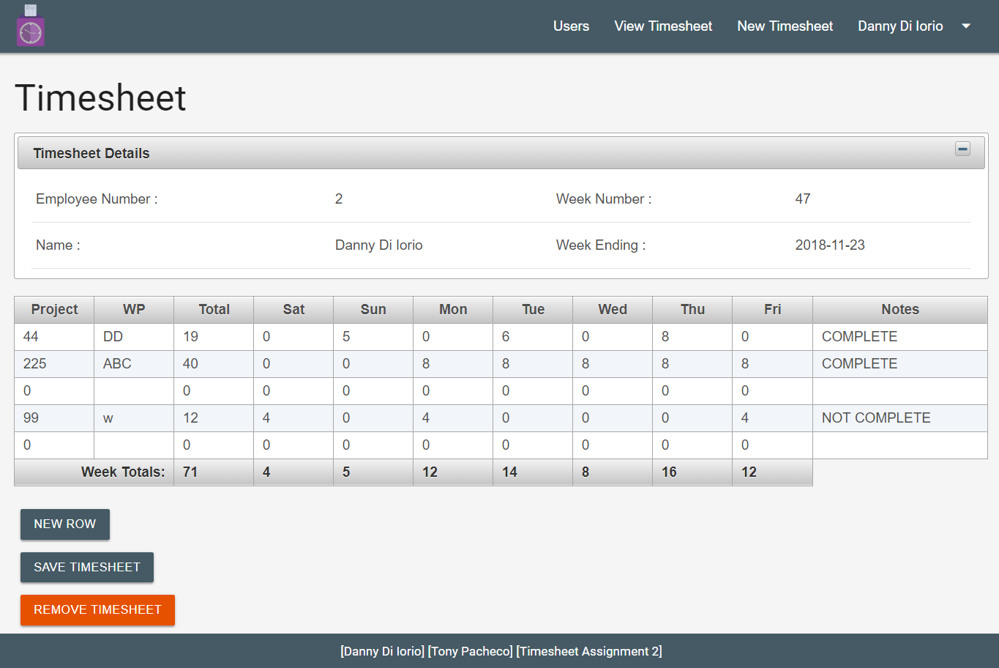 Users View Timesheet New Timesheet Danny Di Iorio
Timesheet
Timesheet Details
Employee Number : 2 Week Number : 47
Name : Danny Di Iorio Week Ending : 2018-11-23
Project WP Total Sat Sun Mon Tue Wed Thu Fri Notes
44 DD 19 0 5 0 6 0 8 0 COMPLETE
225 ABC 40 0 0 8 8 8 8 8 COMPLETE
0 0 0 0 0 0 0 0 0
99 w 12 4 0 4 0 0 0 4 NOT COMPLETE
0 0 0 0 0 0 0 0 0
Week Totals: 71 4 5 12 14 8 16 12
NEW ROW
SAVE TIMESHEET
REMOVE TIMESHEET
[Danny Di Iorio] [Tony Pacheco] [Timesheet Assignment 2]